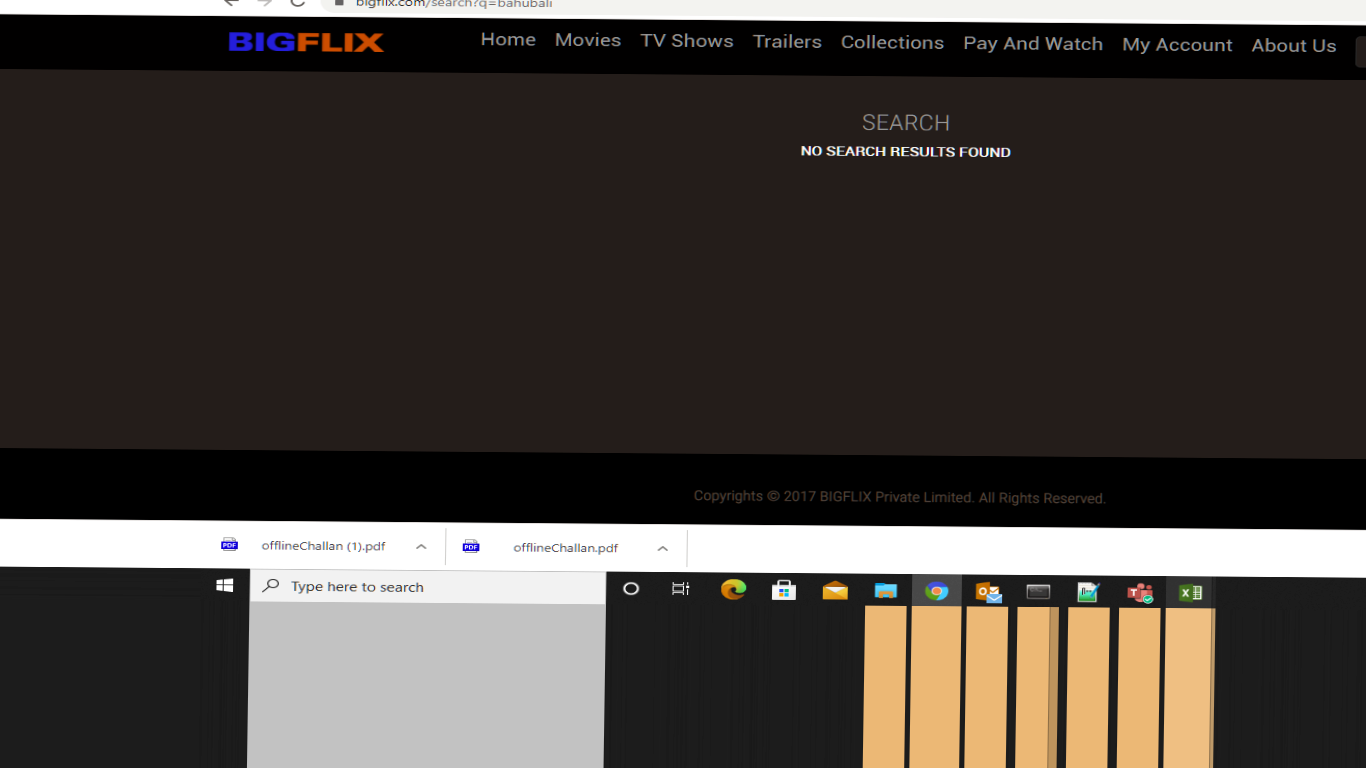 bigflix.com/search?q=bahubali
BIGFLIX Home Movies TV Shows Trailers Collections Pay And Watch My Account About Us
SEARCH
NO SEARCH RESULTS FOUND
Copyrights © 2017 BIGFLIX Private Limited. All Rights Reserved.
PDF offlineChallan (1).pdf PDF offlineChallan.pdf
Type here to search